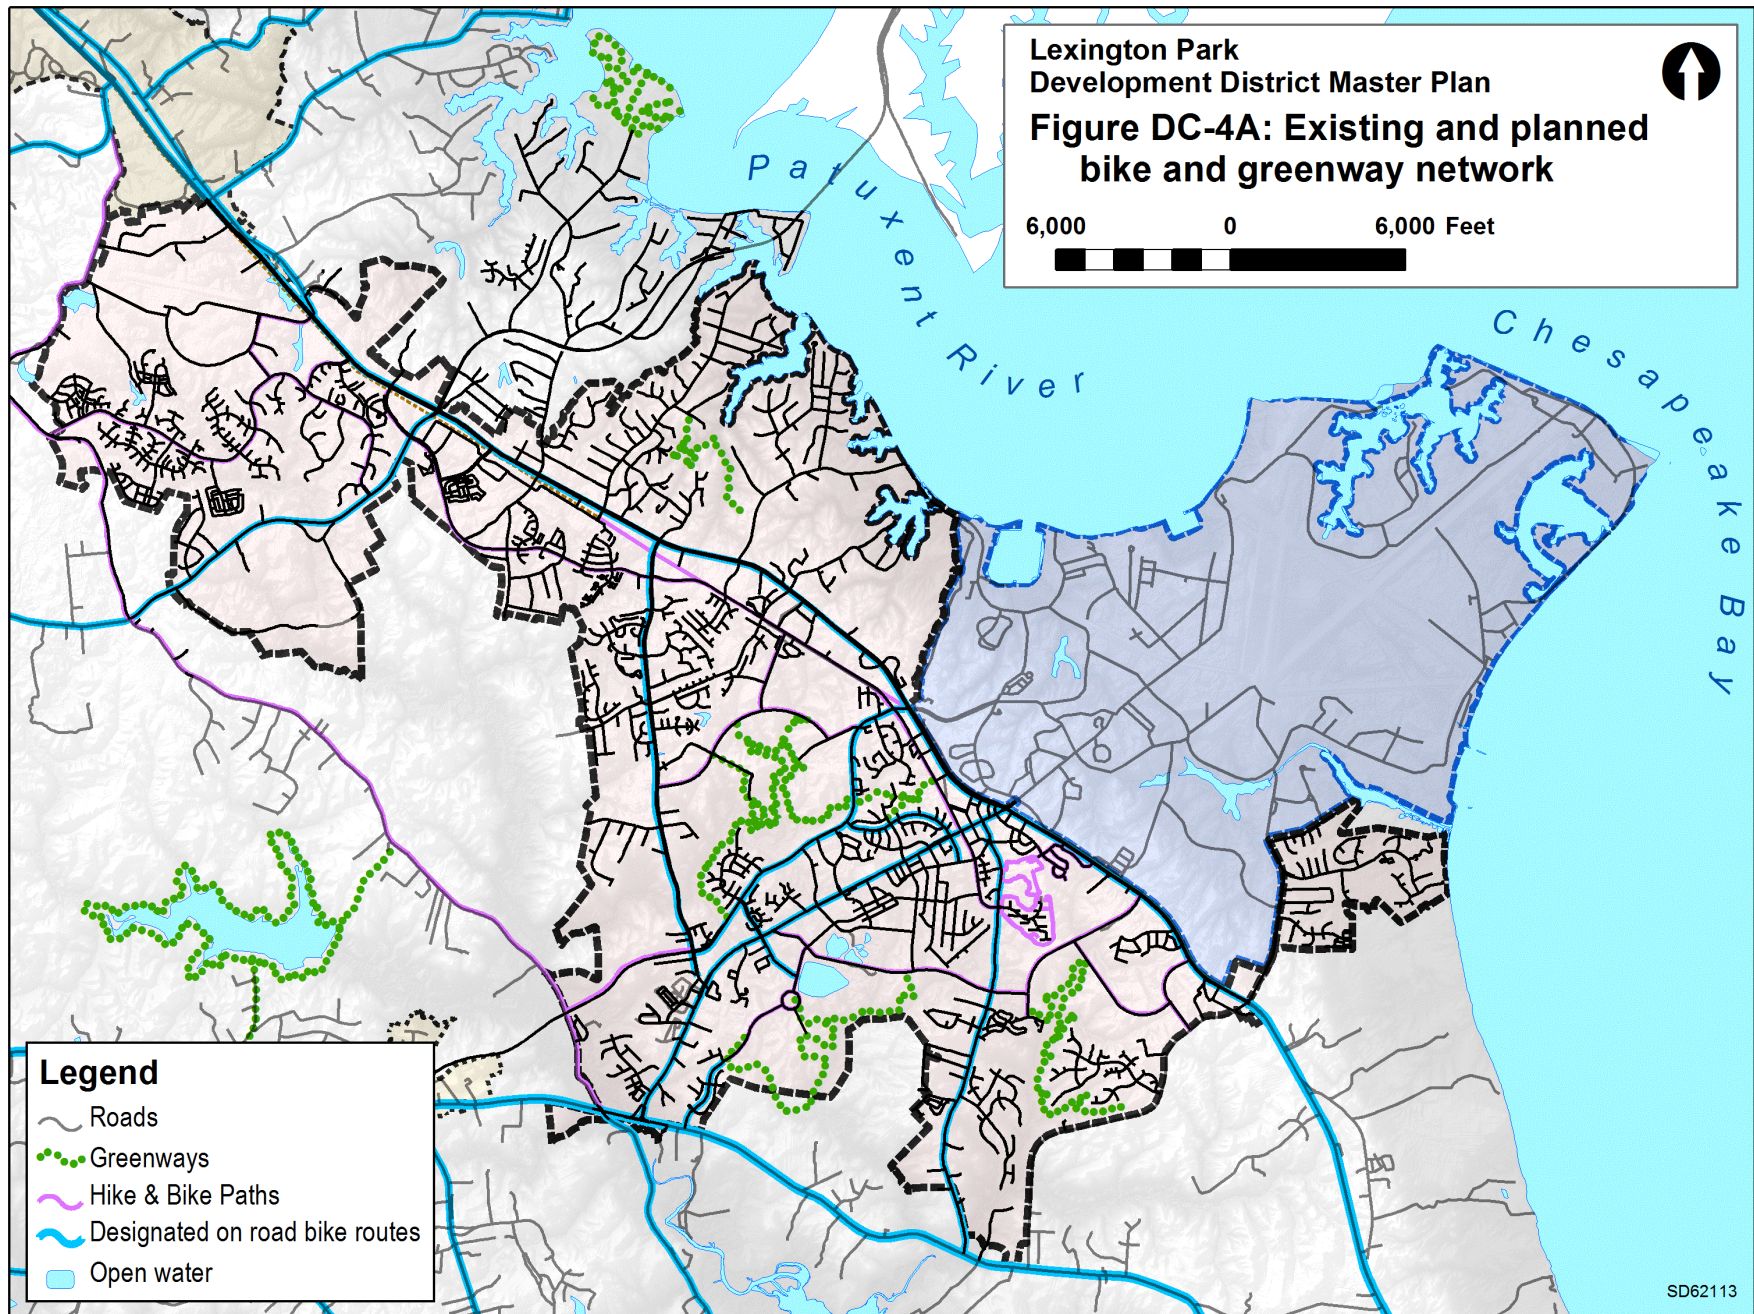 Lexington Park
Development District Master Plan
Figure DC-4A: Existing and planned
bike and greenway network
6,000 0 6,000 Feet
Patuxent River
Chesapeake Bay
Legend
Roads
Greenways
Hike & Bike Paths
Designated on road bike routes
Open water
SD62113